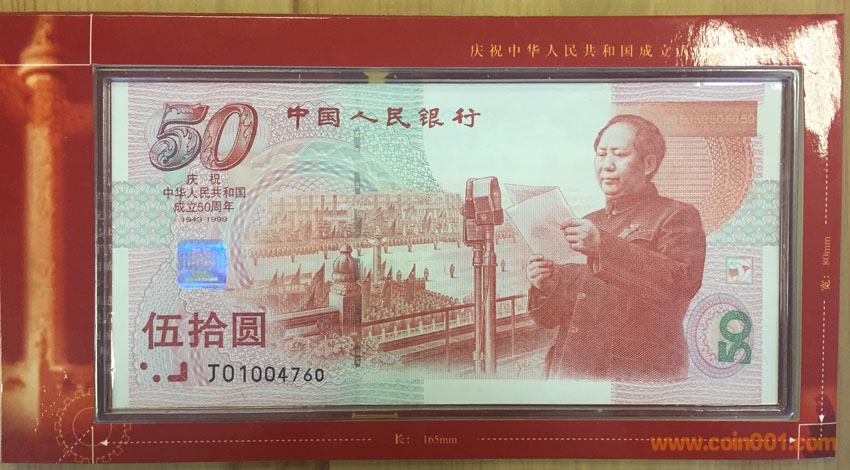 庆祝中华人民共和国成立
50
中国人民银行
庆祝
中华人民共和国
成立50周年
1949-1999
505050505050
伍拾圆
J01004760
50
宽：80mm
长：165mm
www.coin001.com